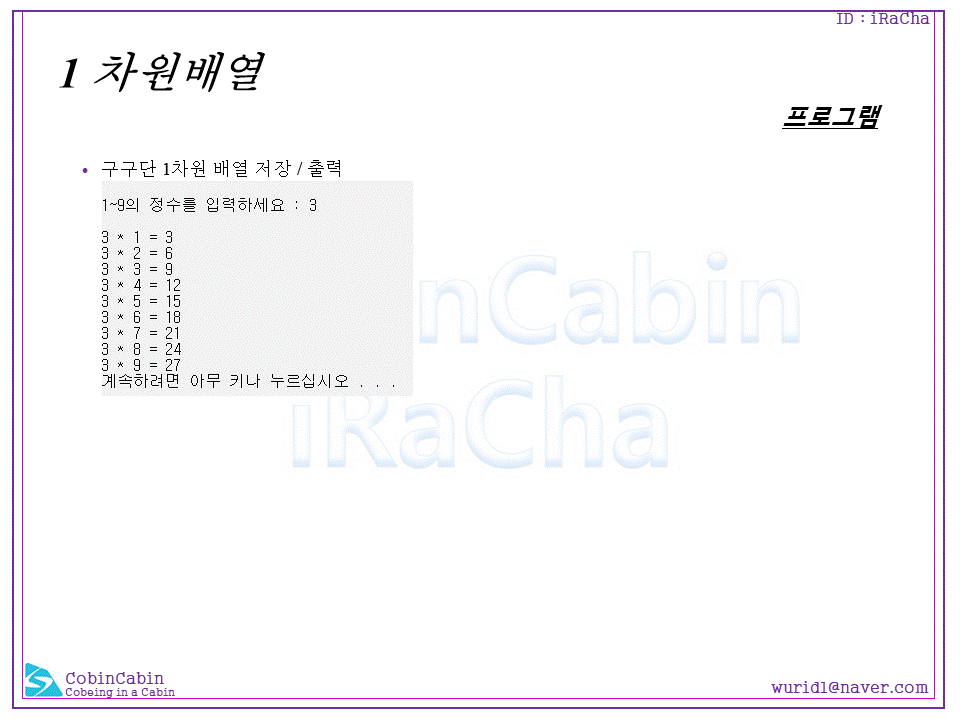 ID : iRaCha
1 차원배열
프로그램
• 구구단 1차원 배열 저장 / 출력
1~9의 정수를 입력하세요 : 3
3 * 1 = 3
3 * 2 = 6
3 * 3 = 9
3 * 4 = 12
3 * 5 = 15
3 * 6 = 18
3 * 7 = 21
3 * 8 = 24
3 * 9 = 27
계속하려면 아무 키나 누르십시오 . . .
inCabin
iRaCha
CobinCabin
Cobeing in a Cabin
wurid1@naver.com